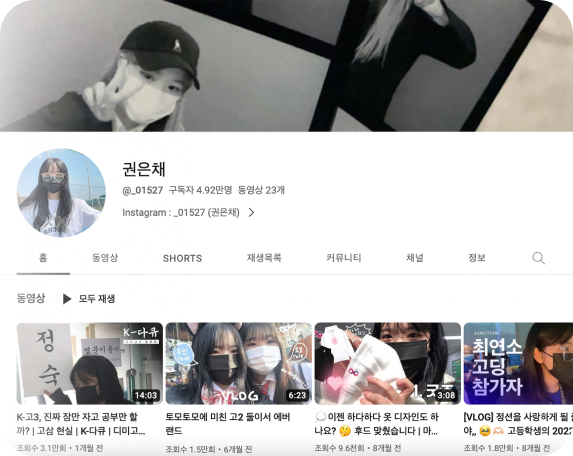 권은채
@_01527 구독자 4.92만명 동영상 23개
Instagram : _01527 (권은채)
홈 동영상 SHORTS 재생목록 커뮤니티 채널 정보
동영상 모두 재생
정숙
K-다큐
14:03
VLOG
6:23
3:08
JUNCTION
최연소
고딩
참가자
K-고3, 진짜 잠만 자고 공부만 할
까? | 고삼 현실 | K-다큐 | 디미고...
조회수 3.1만회 • 1개월 전
토모토모에 미친 고2 둘이서 에버
랜드
조회수 1.5만회 • 6개월 전
이젠 하다하다 옷 디자인도 하
나요? 🤔 후드 맞췄습니다 | 마...
조회수 9.6천회 • 8개월 전
[VLOG] 정선을 사랑하게 될
야,, 🥹🫶🏻 고등학생의 202
조회수 1.8만회 • 8개월 전